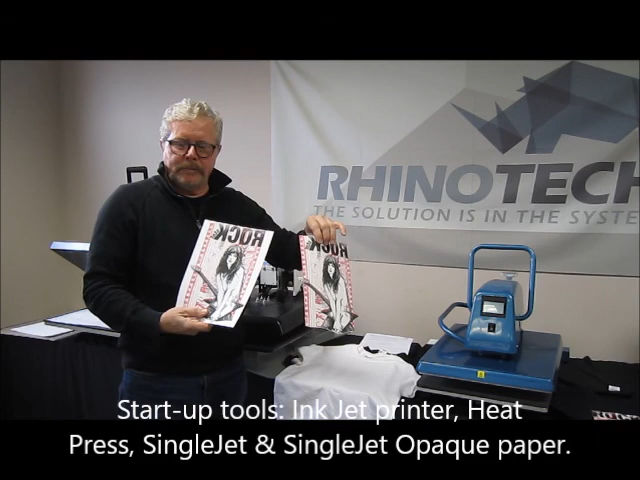 RHINOTECH
THE SOLUTION IS IN THE SYSTE
ROCK
ROCK
Start-up tools: Ink Jet printer, Heat
Press, SingleJet & SingleJet Opaque paper.